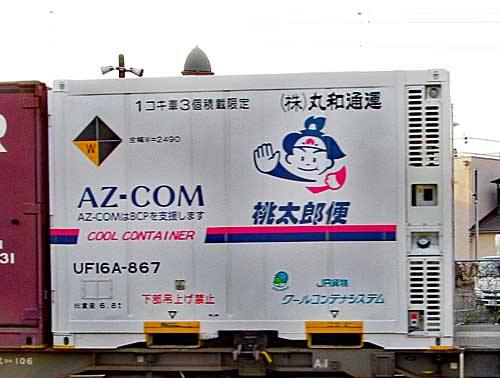 1コキ車3個積載限定
(株)丸和通運
全幅W=2490
W
AZ-COM
AZ-COMはBCPを支援します
桃太郎便
COOL CONTAINER
R
31
UF16A-867
総重量 6.8t
下部吊上げ禁止
JR貨物
クールコンテナシステム
106
A1